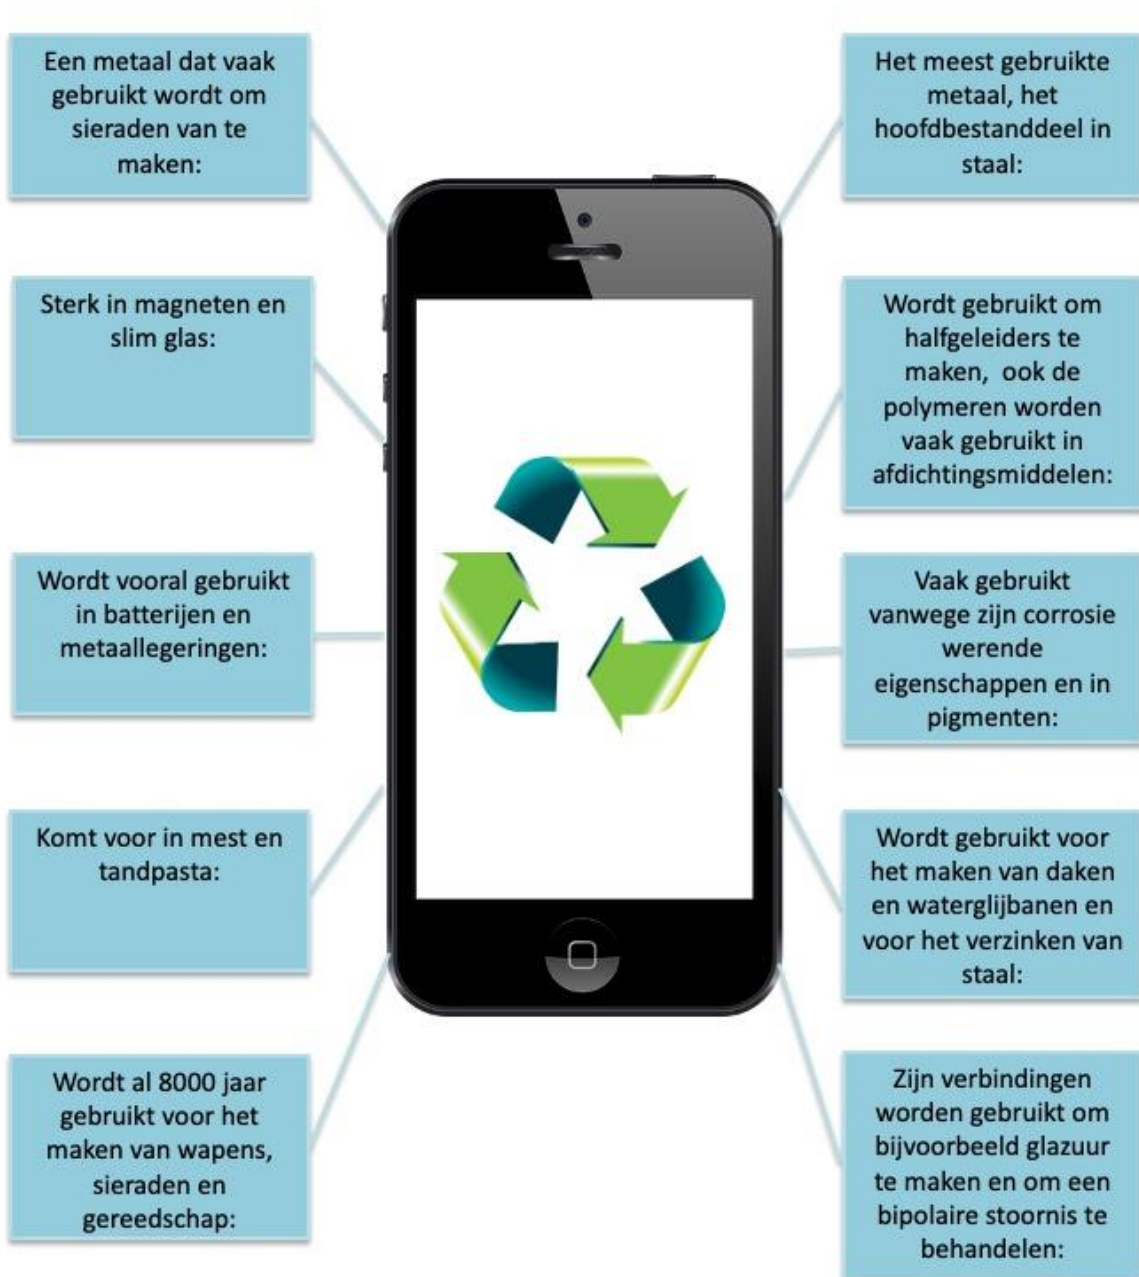 Een metaal dat vaak
gebruikt wordt om
sieraden van te
maken:
Sterk in magneten en
slim glas:
Wordt vooral gebruikt
in batterijen en
metaallegeringen:
Komt voor in mest en
tandpasta:
Wordt al 8000 jaar
gebruikt voor het
maken van wapens,
sieraden en
gereedschap:
Het meest gebruikte
metaal, het
hoofdbestanddeel in
staal:
Wordt gebruikt om
halfgeleiders te
maken, ook de
polymeren worden
vaak gebruikt in
afdichtingsmiddelen:
Vaak gebruikt
vanwege zijn corrosie
werende
eigenschappen en in
pigmenten:
Wordt gebruikt voor
het maken van daken
en waterglijbanen en
voor het verzinken van
staal:
Zijn verbindingen
worden gebruikt om
bijvoorbeeld glazuur
te maken en om een
bipolaire stoornis te
behandelen: